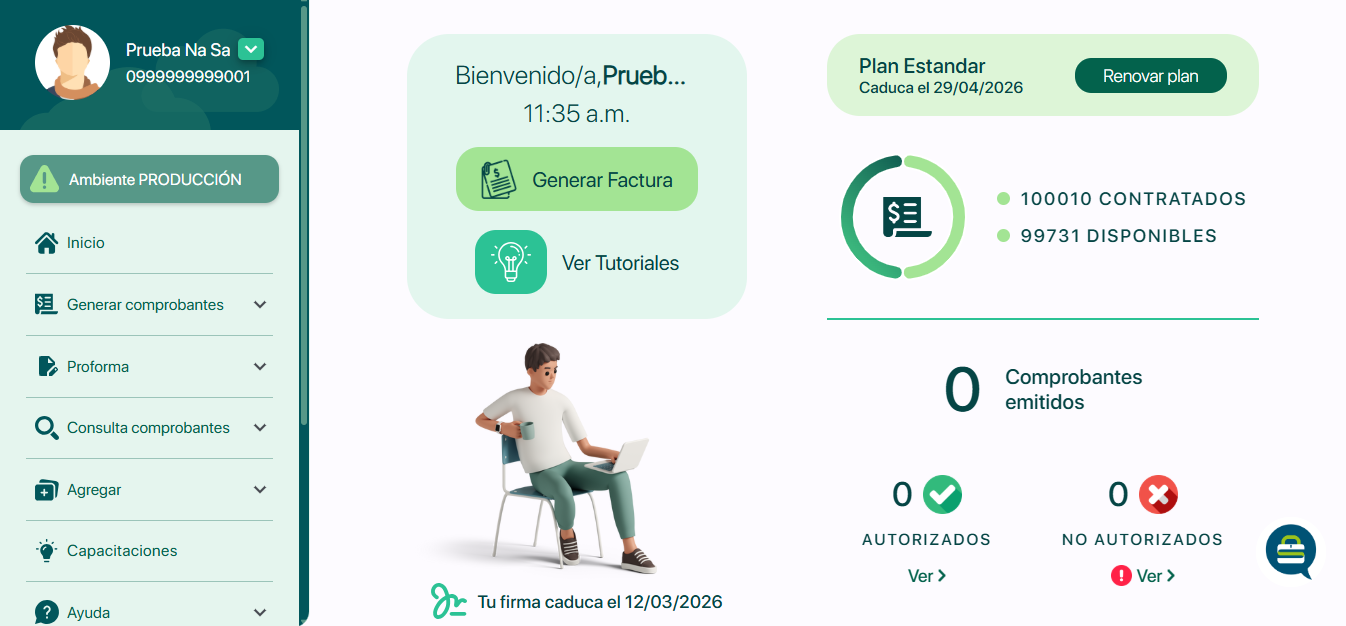 Prueba Na Sa
0999999999001
Ambiente PRODUCCIÓN
Inicio
Generar comprobantes
Proforma
Consulta comprobantes
Agregar
Capacitaciones
Ayuda
Bienvenido/a,Prueb...
11:35 a.m.
Generar Factura
Ver Tutoriales
Tu firma caduca el 12/03/2026
Plan Estandar
Caduca el 29/04/2026
Renovar plan
100010 CONTRATADOS
99731 DISPONIBLES
0 Comprobantes
emitidos
0
AUTORIZADOS
Ver
0
NO AUTORIZADOS
Ver